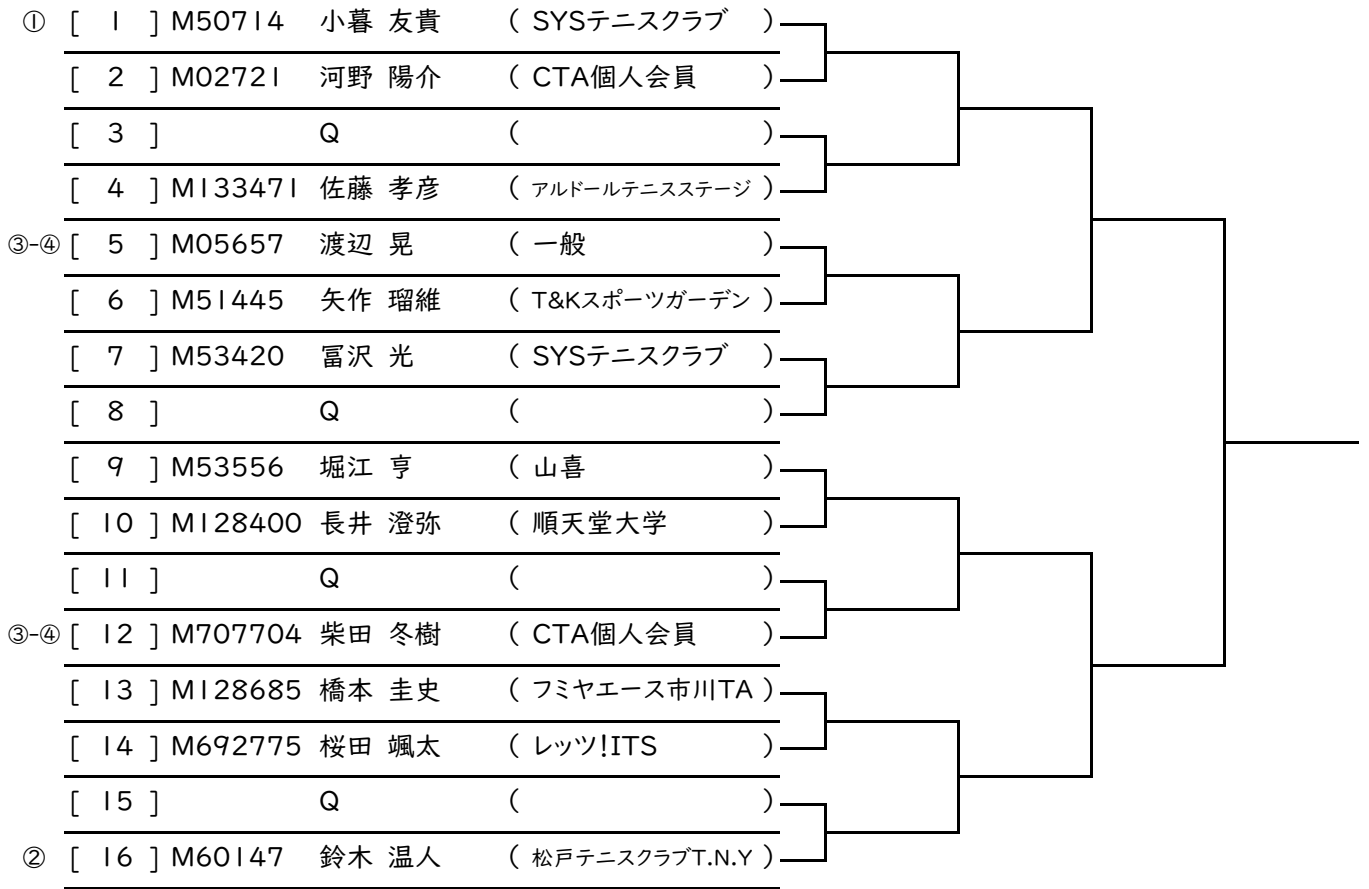 ① [ 1 ] M50714 小暮 友貴 ( SYSテニスクラブ )
[ 2 ] M02721 河野 陽介 ( CTA個人会員 )
[ 3 ] Q ( )
[ 4 ] M133471 佐藤 孝彦 ( アルドールテニスステージ )
③-④ [ 5 ] M05657 渡辺 晃 ( 一般 )
[ 6 ] M51445 矢作 瑠維 ( T&Kスポーツガーデン )
[ 7 ] M53420 冨沢 光 ( SYSテニスクラブ )
[ 8 ] Q ( )
[ 9 ] M53556 堀江 亨 ( 山喜 )
[ 10 ] M128400 長井 澄弥 ( 順天堂大学 )
[ 11 ] Q ( )
③-④ [ 12 ] M707704 柴田 冬樹 ( CTA個人会員 )
[ 13 ] M128685 橋本 圭史 ( フミヤエース市川TA )
[ 14 ] M692775 桜田 颯太 ( レッツ!ITS )
[ 15 ] Q ( )
② [ 16 ] M60147 鈴木 温人 ( 松戸テニスクラブT.N.Y )